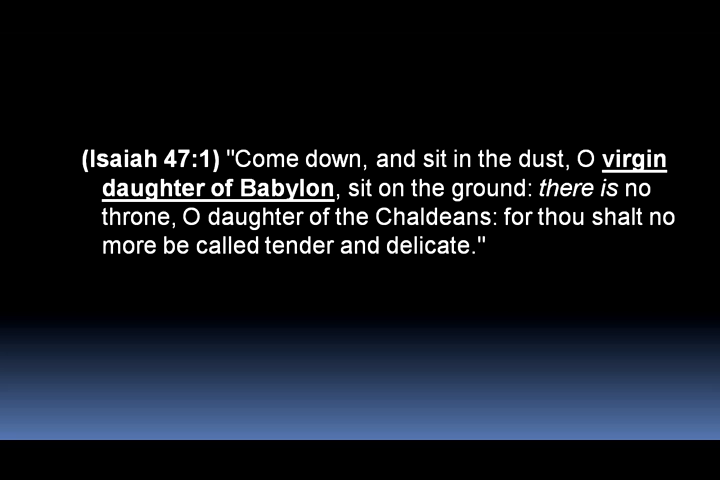 (Isaiah 47:1) "Come down, and sit in the dust, O virgin
daughter of Babylon, sit on the ground: there is no
throne, O daughter of the Chaldeans: for thou shalt no
more be called tender and delicate."